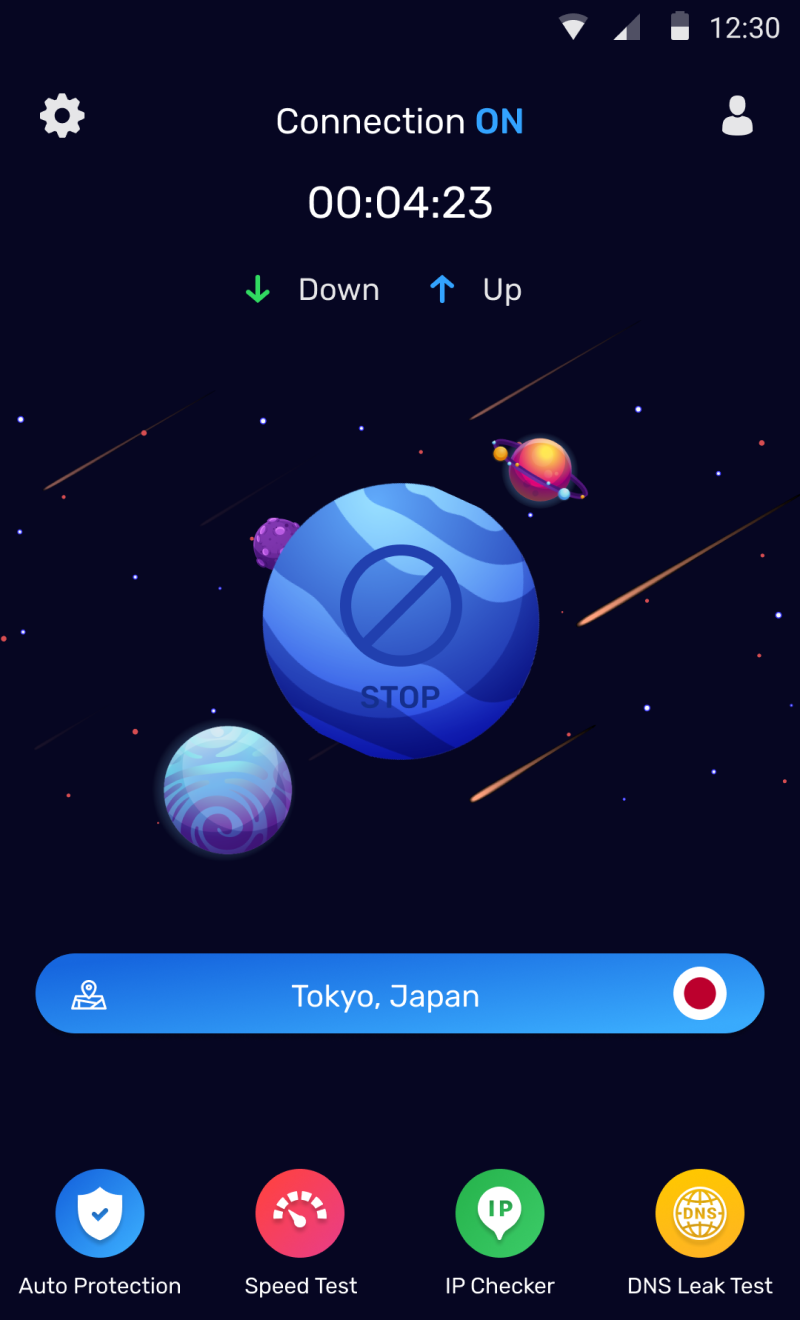 12:30
Connection ON
00:04:23
Down Up
STOP
Tokyo, Japan
IP DNS
Auto Protection Speed Test IP Checker DNS Leak Test